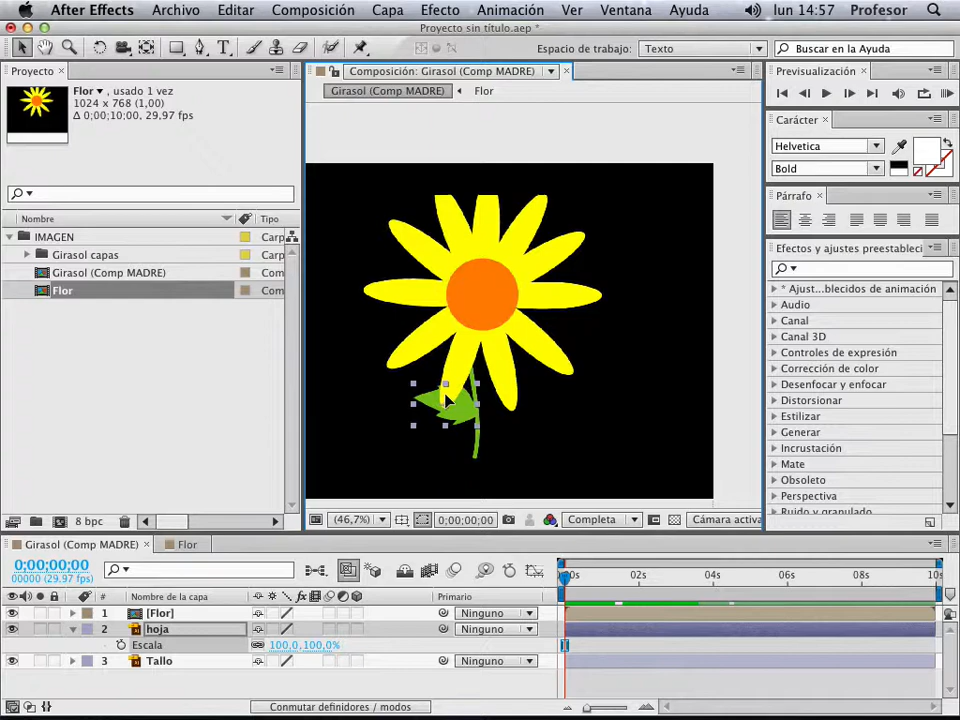 After Effects Archivo Editar Composición Capa Efecto Animación Ver Ventana Ayuda lun 14:57 Profesor
Proyecto sin título.aep *
Espacio de trabajo: Texto Buscar en la Ayuda
Proyecto
Composición: Girasol (Comp MADRE)
Previsualización
Girasol (Comp MADRE) Flor
Flor , usado 1 vez
1024 x 768 (1,00)
Δ 0;00;10;00, 29,97 fps
Carácter
Helvetica
Bold
Párrafo
Nombre Tipo
IMAGEN Carp
Girasol capas Carp
Girasol (Comp MADRE) Com
Flor Com
Efectos y ajustes preestableci
* Ajust...blecidos de animación
Audio
Canal
Canal 3D
Controles de expresión
Corrección de color
Desenfocar y enfocar
Distorsionar
Estilizar
Generar
Incrustación
Mate
Obsoleto
Perspectiva
Ruido y granulado
8 bpc
(46,7%) 0;00;00;00 Completa Cámara activa
Girasol (Comp MADRE) Flor
0;00;00;00
00000 (29.97 fps)
00s 02s 04s 06s 08s 10s
Nombre de la capa Primario
1 [Flor] Ninguno
2 hoja Ninguno
Escala 100,0,100,0%
3 Tallo Ninguno
Conmutar definidores / modos